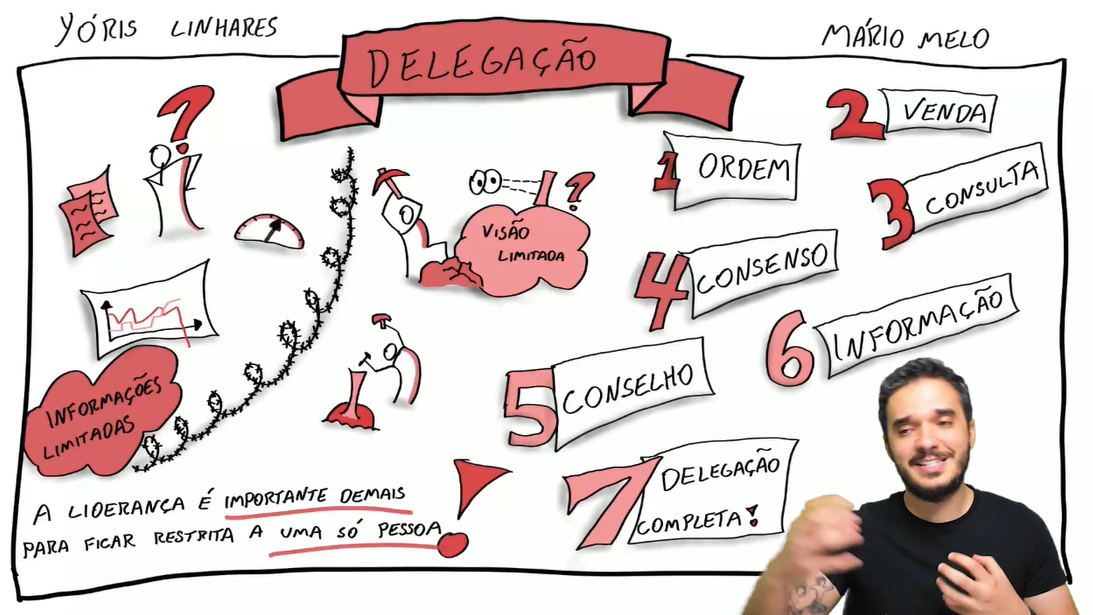 YÓRIS LINHARES
MÁRIO MELO
DELEGAÇÃO
?
?
VISÃO
LIMITADA
INFORMAÇÕES
LIMITADAS
A LIDERANÇA É IMPORTANTE DEMAIS
PARA FICAR RESTRITA A UMA SÓ PESSOA!
1 ORDEM
2 VENDA
3 CONSULTA
4 CONSENSO
5 CONSELHO
6 INFORMAÇÃO
7 DELEGAÇÃO
COMPLETA!